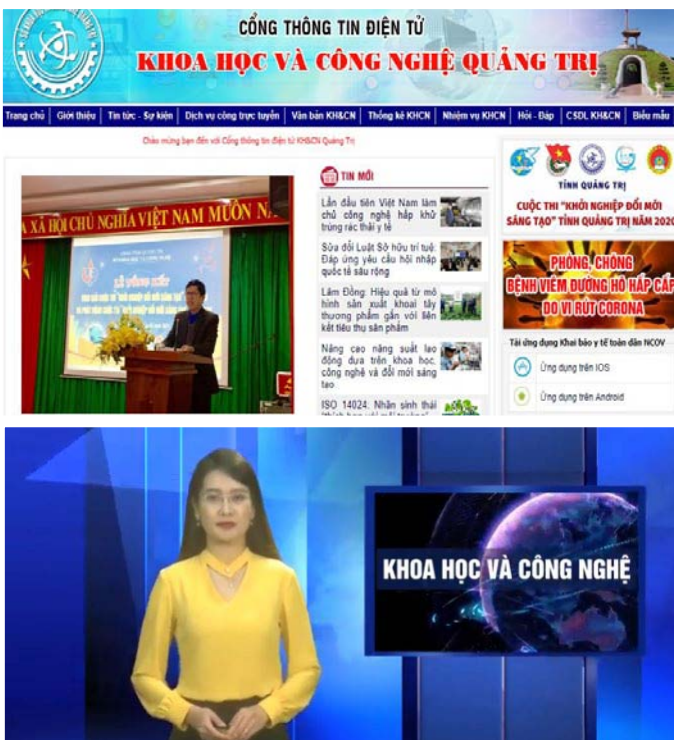 CỔNG THÔNG TIN ĐIỆN TỬ
KHOA HỌC VÀ CÔNG NGHỆ QUẢNG TRỊ
Trang chủ
Giới thiệu
Tin tức - Sự kiện
Dịch vụ công trực tuyến
Văn bản KH&CN
Thống kê KHCN
Nhiệm vụ KHCN
Hỏi - Đáp
CSDL KH&CN
Biểu mẫu
Chào mừng bạn đến với Cổng thông tin điện tử KH&CN Quảng Trị
A XÃ HỘI CHỦ NGHĨA VIỆT NAM MUÔN N
LỄ TỔNG KẾT
TIN MỚI
Lần đầu tiên Việt Nam làm
chủ công nghệ hấp khử
trùng rác thải y tế
Sửa đổi Luật Sở hữu trí tuệ:
Đáp ứng yêu cầu hội nhập
quốc tế sâu rộng
Lâm Đồng: Hiệu quả từ mô
hình sản xuất khoai tây
thương phẩm gắn với liên
kết tiêu thụ sản phẩm
Nâng cao năng suất lao
động dựa trên khoa học
công nghệ và đổi mới sáng
tạo
ISO 14024: Nhãn sinh thái
TỈNH QUẢNG TRỊ
CUỘC THI "KHỞI NGHIỆP ĐỔI MỚI
SÁNG TẠO" TỈNH QUẢNG TRỊ NĂM 2020
PHÒNG, CHỐNG
BỆNH VIÊM ĐƯỜNG HÔ HẤP CẤP
DO VI RÚT CORONA
Tải ứng dụng Khai báo y tế toàn dân NCOV
Ứng dụng trên IOS
Ứng dụng trên Android
KHOA HỌC VÀ CÔNG NGHỆ